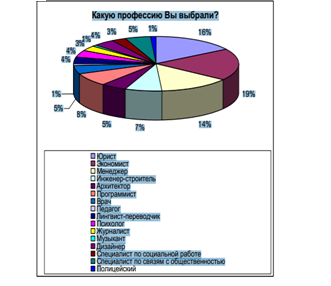 Какую профессию Вы выбрали?
16%
19%
14%
7%
5%
8%
5%
1%
4%
4%
3%
1%
4%
3%
5%
1%
Юрист
Экономист
Менеджер
Инженер-строитель
Архитектор
Программист
Врач
Педагог
Лингвист-переводчик
Психолог
Журналист
Музыкант
Дизайнер
Специалист по социальной работе
Специалист по связям с общественностью
Полицейский